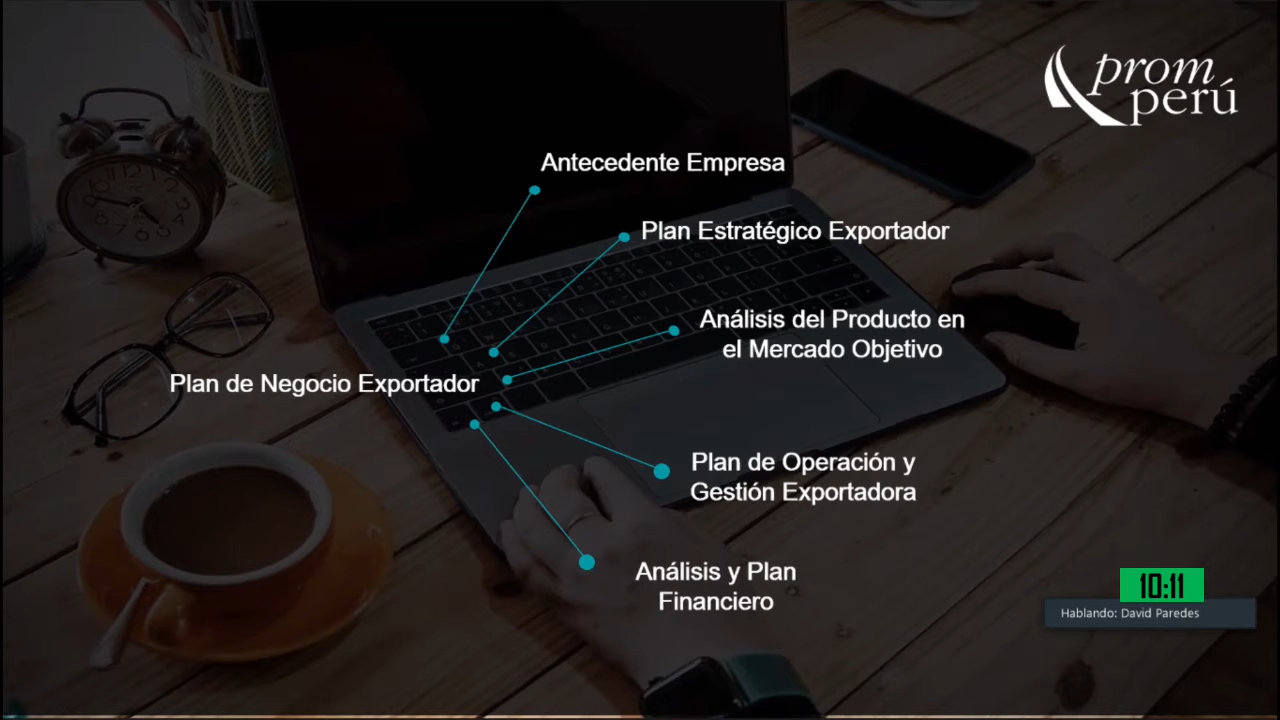 prom
perú
Antecedente Empresa
Plan Estratégico Exportador
Análisis del Producto en
el Mercado Objetivo
Plan de Negocio Exportador
Plan de Operación y
Gestión Exportadora
Análisis y Plan
Financiero
10:11
Hablando: David Paredes